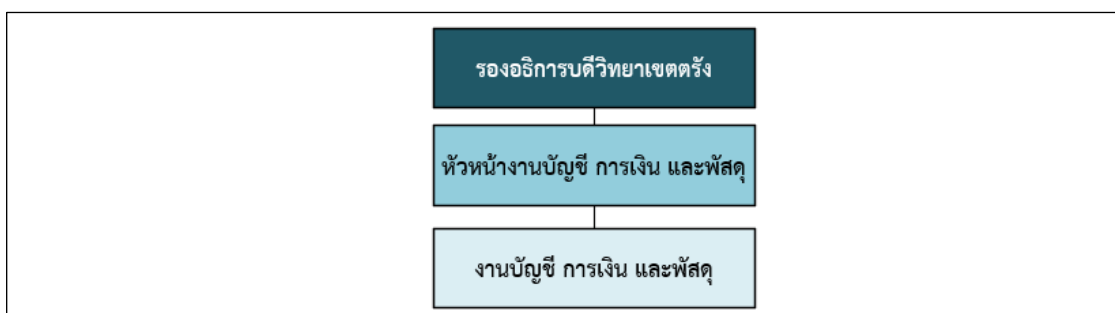 รองอธิการบดีวิทยาเขตตรัง
หัวหน้างานบัญชี การเงิน และพัสดุ
งานบัญชี การเงิน และพัสดุ